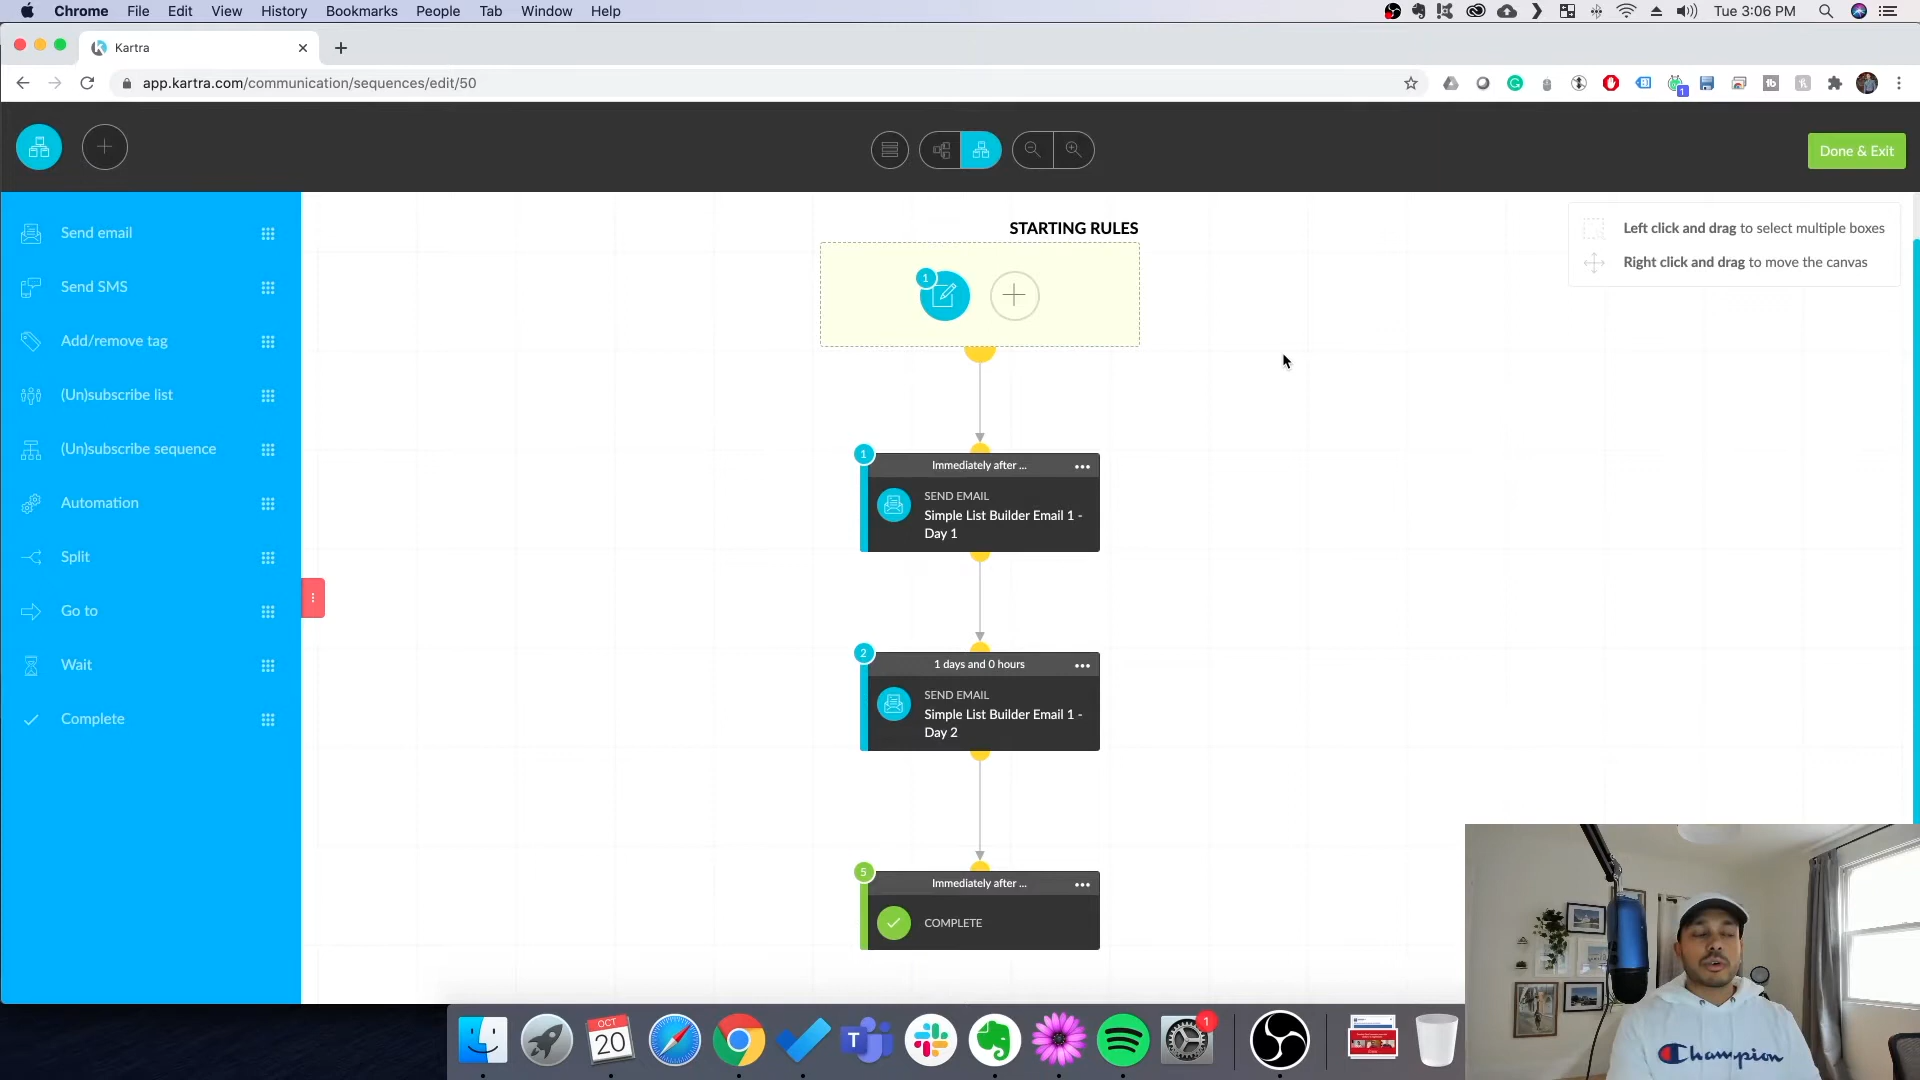 Chrome File Edit View History Bookmarks People Tab Window Help
Tue 3:06 PM
Kartra
app.kartra.com/communication/sequences/edit/50
1
Done & Exit
Send email
Send SMS
Add/remove tag
(Un)subscribe list
(Un)subscribe sequence
Automation
Split
Go to
Wait
Complete
STARTING RULES
1
Left click and drag to select multiple boxes
Right click and drag to move the canvas
1
Immediately after ...
SEND EMAIL
Simple List Builder Email 1 -
Day 1
2
1 days and 0 hours
SEND EMAIL
Simple List Builder Email 1 -
Day 2
5
Immediately after ...
COMPLETE
OCT
20
T
1
Champion